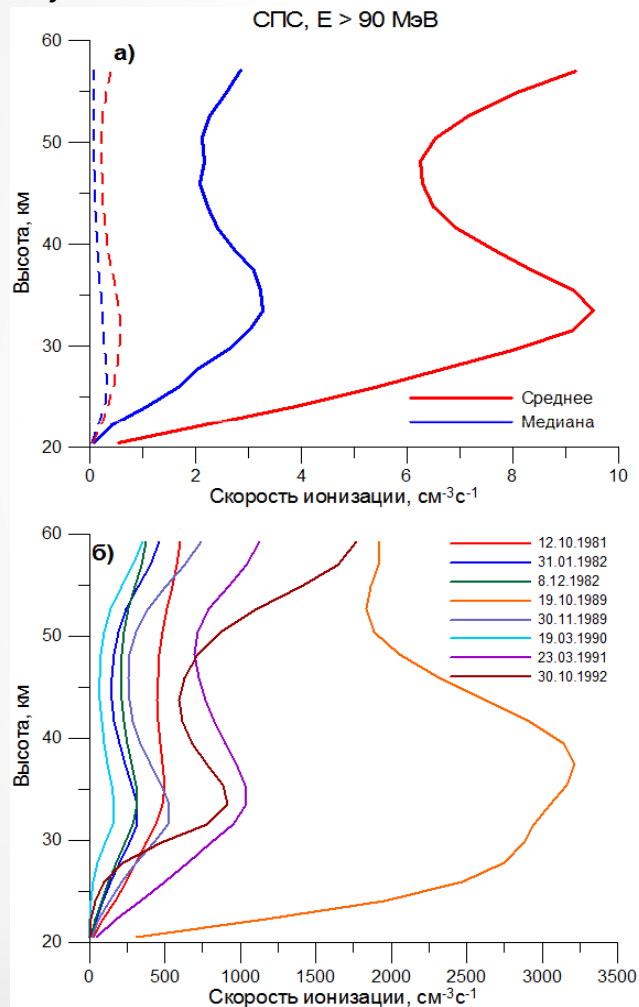 СПС, E > 90 МэВ
а)
60
50
40
30
20
Высота, км
Среднее
Медиана
0 2 4 6 8 10
Скорость ионизации, см⁻³с⁻¹
б)
60
50
40
30
20
Высота, км
12.10.1981
31.01.1982
8.12.1982
19.10.1989
30.11.1989
19.03.1990
23.03.1991
30.10.1992
0 500 1000 1500 2000 2500 3000 3500
Скорость ионизации, см⁻³с⁻¹